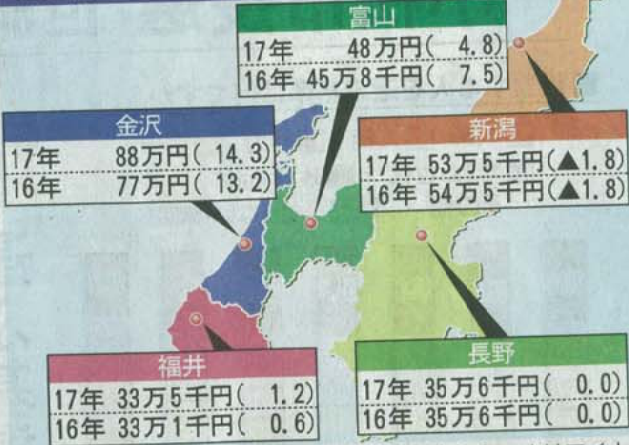 富山
17年 48万円( 4.8)
16年 45万8千円( 7.5)
金沢
17年 88万円( 14.3)
16年 77万円( 13.2)
新潟
17年 53万5千円(▲1.8)
16年 54万5千円(▲1.8)
福井
17年 33万5千円( 1.2)
16年 33万1千円( 0.6)
長野
17年 35万6千円( 0.0)
16年 35万6千円( 0.0)